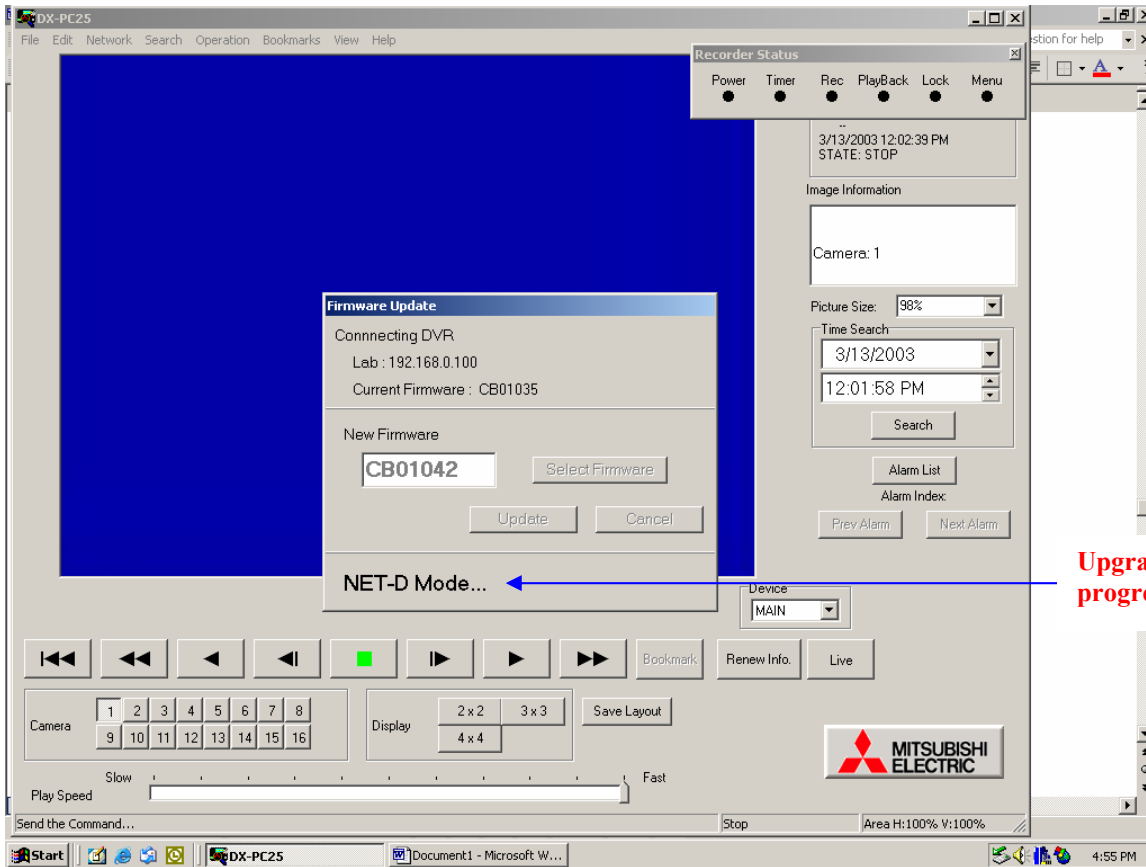 DX-PC25
File Edit Network Search Operation Bookmarks View Help
stion for help
Recorder Status
Power Timer Rec PlayBack Lock Menu
3/13/2003 12:02:39 PM
STATE: STOP
Image Information
Camera: 1
Picture Size: 98%
Time Search
3/13/2003
12:01:58 PM
Search
Alarm List
Alarm Index:
Prev Alarm Next Alarm
Firmware Update
Connnecting DVR
Lab : 192.168.0.100
Current Firmware : CB01035
New Firmware
CB01042 Select Firmware
Update Cancel
NET-D Mode...
Upgra
progre
Device
MAIN
Bookmark Renew Info. Live
Camera
1 2 3 4 5 6 7 8
9 10 11 12 13 14 15 16
Display
2 x 2 3 x 3
4 x 4
Save Layout
MITSUBISHI
ELECTRIC
Slow Fast
Play Speed
Send the Command... Stop Area H:100% V:100%
Start DX-PC25 Document1 - Microsoft W... 4:55 PM